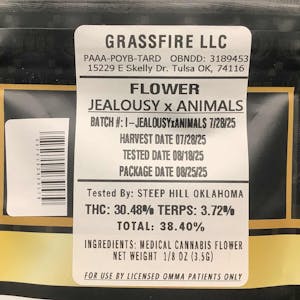 GRASSFIRE LLC
PAAA-POYB-TARD OBNDD: 3189453
15229 E Skelly Dr. Tulsa OK, 74116
FLOWER
JEALOUSY x ANIMALS
BATCH #: I-JEALOUSYxANIMALS 7/28/25
HARVEST DATE 07/28/25
TESTED DATE 08/18/25
PACKAGE DATE 08/25/25
Tested By: STEEP HILL OKLAHOMA
THC: 30.48% TERPS: 3.72%
TOTAL: 38.40%
INGREDIENTS: MEDICAL CANNABIS FLOWER
NET WEIGHT 1/8 OZ (3.5G)
FOR USE BY LICENSED OMMA PATIENTS ONLY